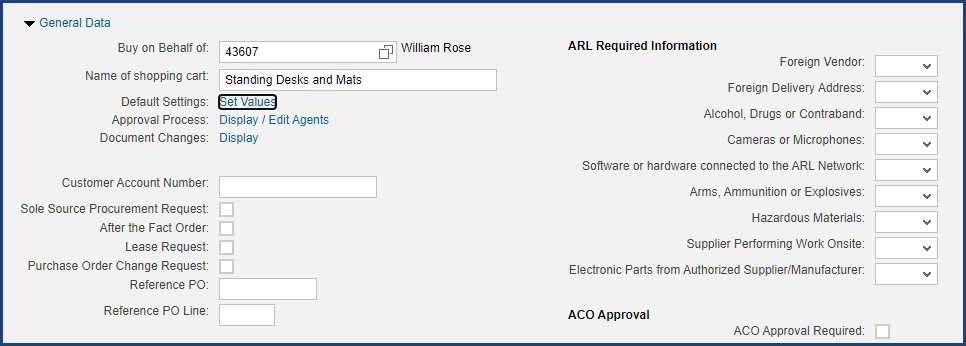 General Data
Buy on Behalf of: 43607 William Rose
Name of shopping cart: Standing Desks and Mats
Default Settings: Set Values
Approval Process: Display / Edit Agents
Document Changes: Display
Customer Account Number:
Sole Source Procurement Request:
After the Fact Order:
Lease Request:
Purchase Order Change Request:
Reference PO:
Reference PO Line:
ARL Required Information
Foreign Vendor:
Foreign Delivery Address:
Alcohol, Drugs or Contraband:
Cameras or Microphones:
Software or hardware connected to the ARL Network:
Arms, Ammunition or Explosives:
Hazardous Materials:
Supplier Performing Work Onsite:
Electronic Parts from Authorized Supplier/Manufacturer:
ACO Approval
ACO Approval Required: